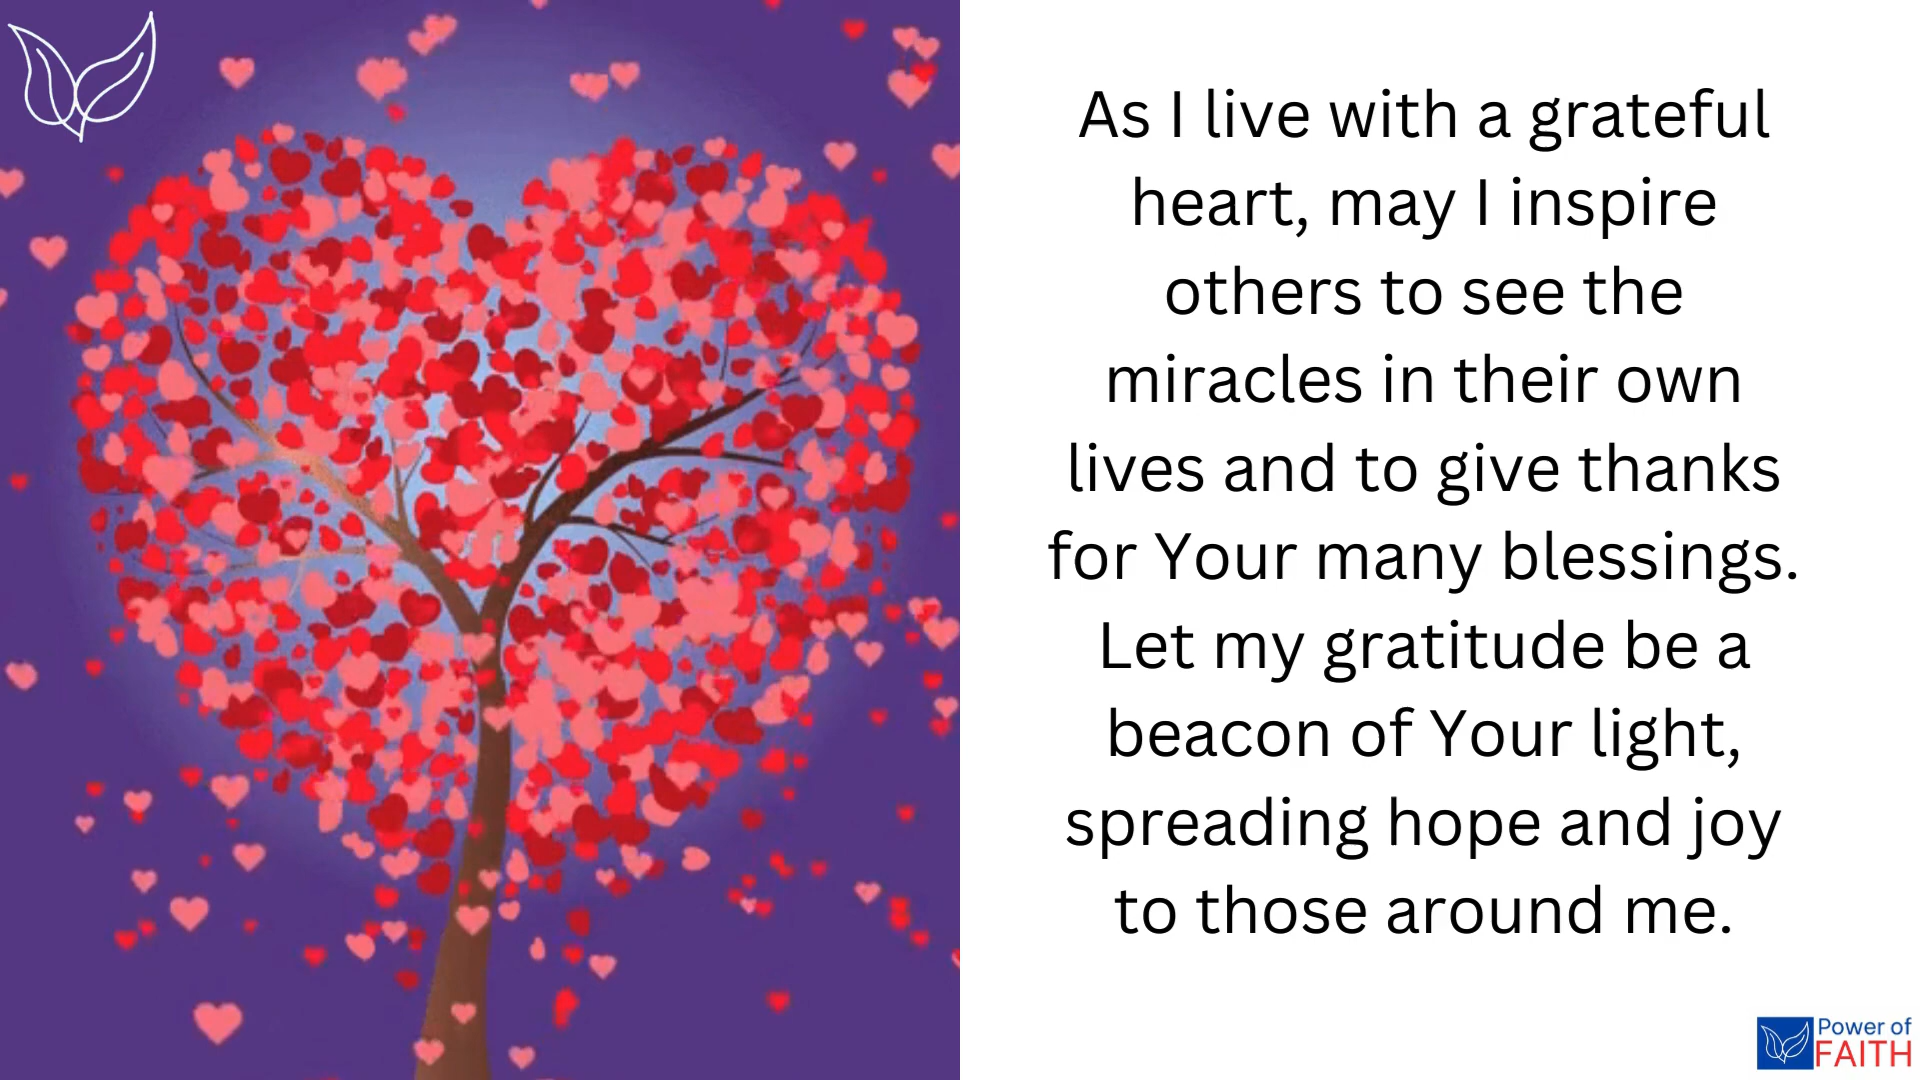 As I live with a grateful
heart, may I inspire
others to see the
miracles in their own
lives and to give thanks
for Your many blessings.
Let my gratitude be a
beacon of Your light,
spreading hope and joy
to those around me.
Power of
FAITH